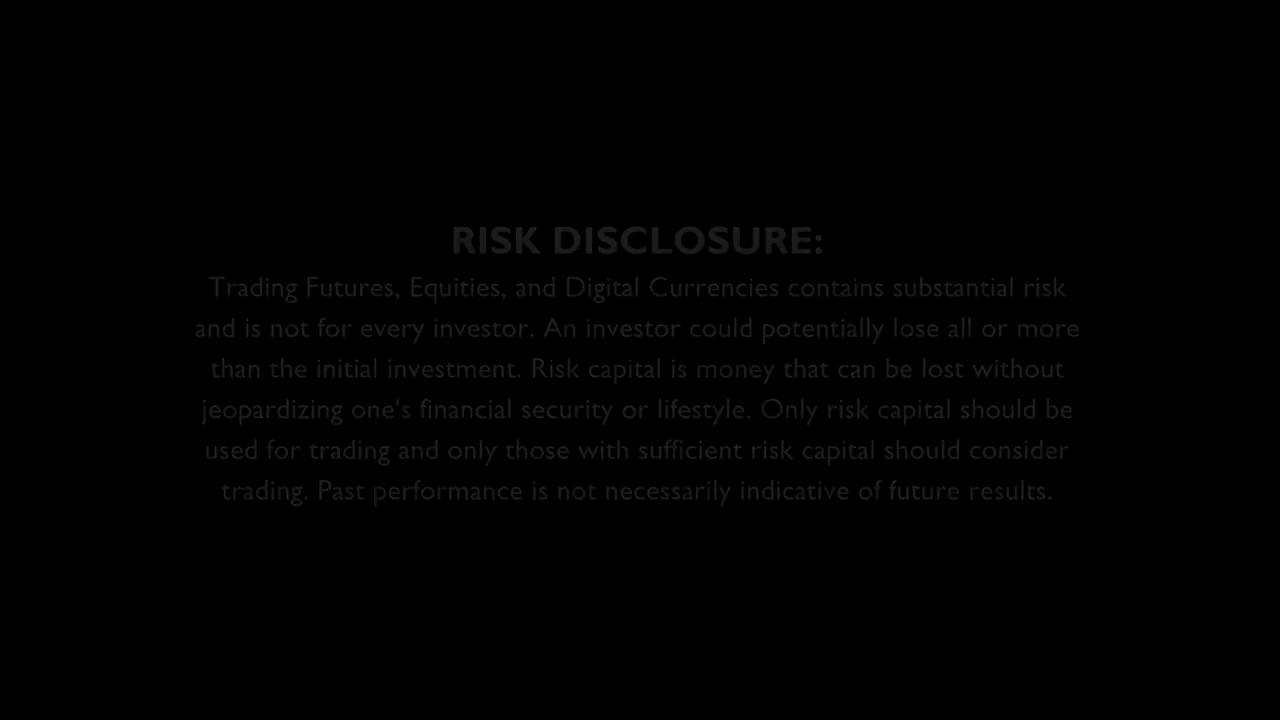 RISK DISCLOSURE:
Trading Futures, Equities, and Digital Currencies contains substantial risk
and is not for every investor. An investor could potentially lose all or more
than the initial investment. Risk capital is money that can be lost without
jeopardizing one's financial security or lifestyle. Only risk capital should be
used for trading and only those with sufficient risk capital should consider
trading. Past performance is not necessarily indicative of future results.